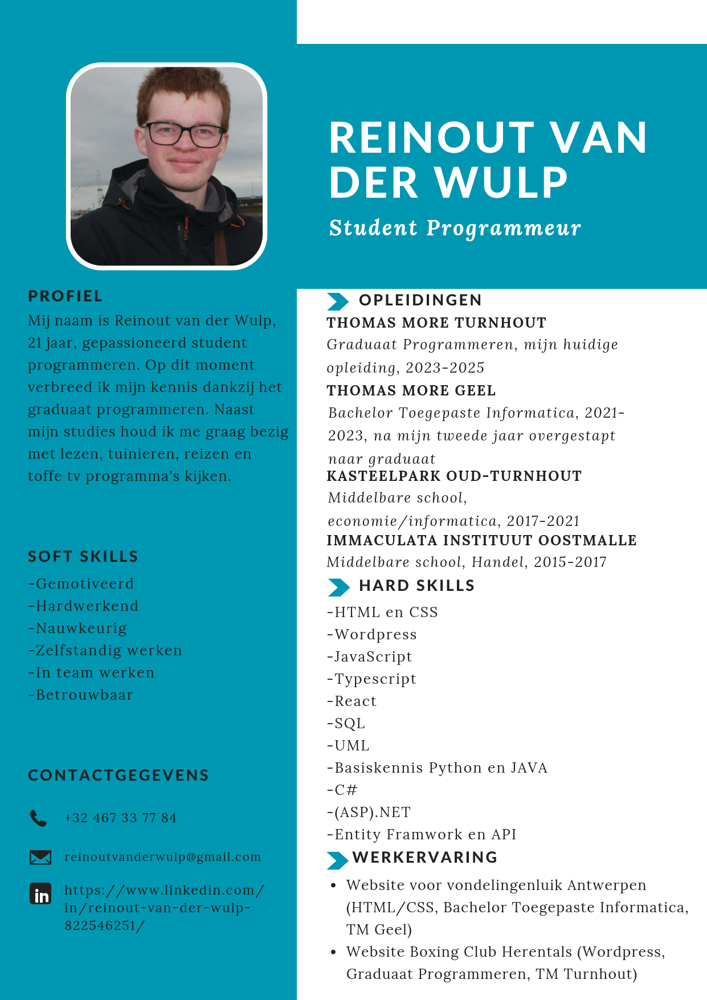 REINOUT VAN
DER WULP
Student Programmeur
PROFIEL
Mij naam is Reinout van der Wulp,
21 jaar, gepassioneerd student
programmeren. Op dit moment
verbreed ik mijn kennis dankzij het
graduaat programmeren. Naast
mijn studies houd ik me graag bezig
met lezen, tuinieren, reizen en
toffe tv programma's kijken.
SOFT SKILLS
-Gemotiveerd
-Hardwerkend
-Nauwkeurig
-Zelfstandig werken
-In team werken
-Betrouwbaar
CONTACTGEGEVENS
+32 467 33 77 84
reinoutvanderwulp@gmail.com
in
https://www.linkedin.com/
in/reinout-van-der-wulp-
822546251/
OPLEIDINGEN
THOMAS MORE TURNHOUT
Graduaat Programmeren, mijn huidige
opleiding, 2023-2025
THOMAS MORE GEEL
Bachelor Toegepaste Informatica, 2021-
2023, na mijn tweede jaar overgestapt
naar graduaat
KASTEELPARK OUD-TURNHOUT
Middelbare school,
economie/informatica, 2017-2021
IMMACULATA INSTITUUT OOSTMALLE
Middelbare school, Handel, 2015-2017
HARD SKILLS
-HTML en CSS
-Wordpress
-JavaScript
-Typescript
-React
-SQL
-UML
-Basiskennis Python en JAVA
-C#
-(ASP).NET
-Entity Framwork en API
WERKERVARING
• Website voor vondelingenluik Antwerpen
(HTML/CSS, Bachelor Toegepaste Informatica,
TM Geel)
• Website Boxing Club Herentals (Wordpress,
Graduaat Programmeren, TM Turnhout)